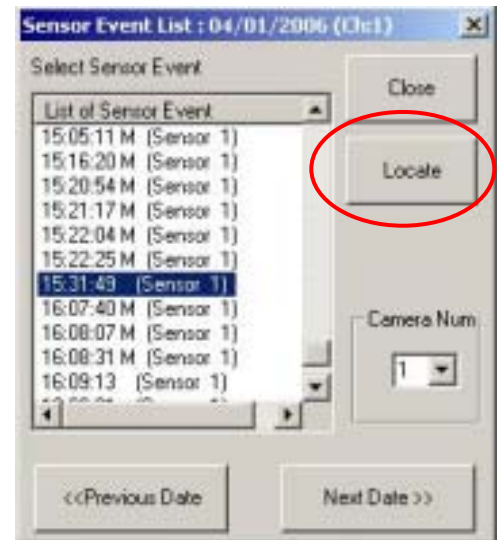 Sensor Event List : 04/01/2006 (Ch:1)
Select Sensor Event
Close
List of Sensor Event
15:05:11 M (Sensor 1)
15:16:20 M (Sensor 1)
Locate
15:20:54 M (Sensor 1)
15:21:17 M (Sensor 1)
15:22:04 M (Sensor 1)
15:22:25 M (Sensor 1)
15:31:49 (Sensor 1)
16:07:40 M (Sensor 1)
Camera Num
16:08:07 M (Sensor 1)
16:08:31 M (Sensor 1)
1
16:09:13 (Sensor 1)
<<Previous Date
Next Date >>